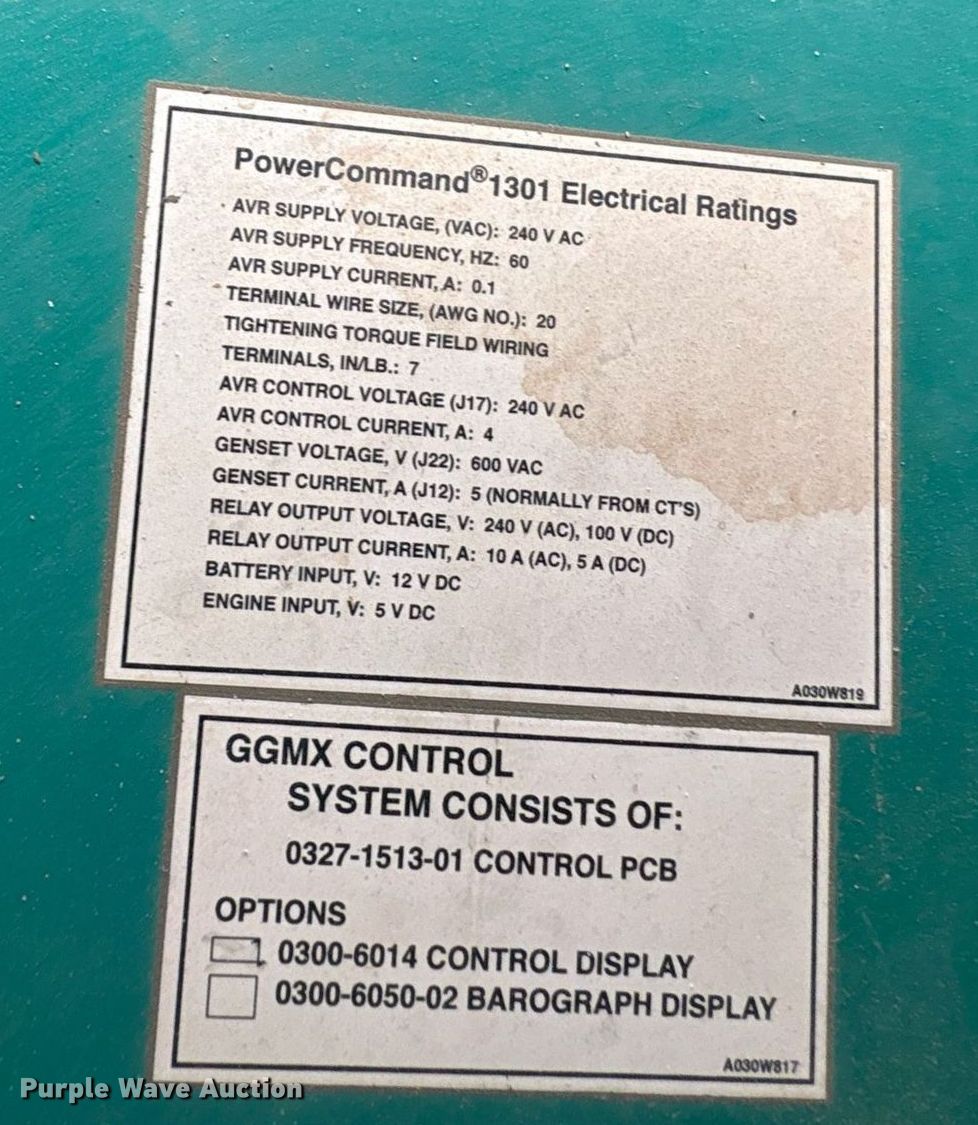 PowerCommand®1301 Electrical Ratings
AVR SUPPLY VOLTAGE, (VAC): 240 V AC
AVR SUPPLY FREQUENCY, HZ: 60
AVR SUPPLY CURRENT, A: 0.1
TERMINAL WIRE SIZE, (AWG NO.): 20
TIGHTENING TORQUE FIELD WIRING
TERMINALS, IN/LB.: 7
AVR CONTROL VOLTAGE (J17): 240 V AC
AVR CONTROL CURRENT, A: 4
GENSET VOLTAGE, V (J22): 600 VAC
GENSET CURRENT, A (J12): 5 (NORMALLY FROM CT'S)
RELAY OUTPUT VOLTAGE, V: 240 V (AC), 100 V (DC)
RELAY OUTPUT CURRENT, A: 10 A (AC), 5 A (DC)
BATTERY INPUT, V: 12 V DC
ENGINE INPUT, V: 5 V DC
A030W819
GGMX CONTROL
SYSTEM CONSISTS OF:
0327-1513-01 CONTROL PCB
OPTIONS
0300-6014 CONTROL DISPLAY
0300-6050-02 BAROGRAPH DISPLAY
A030W817
Purple Wave Auction